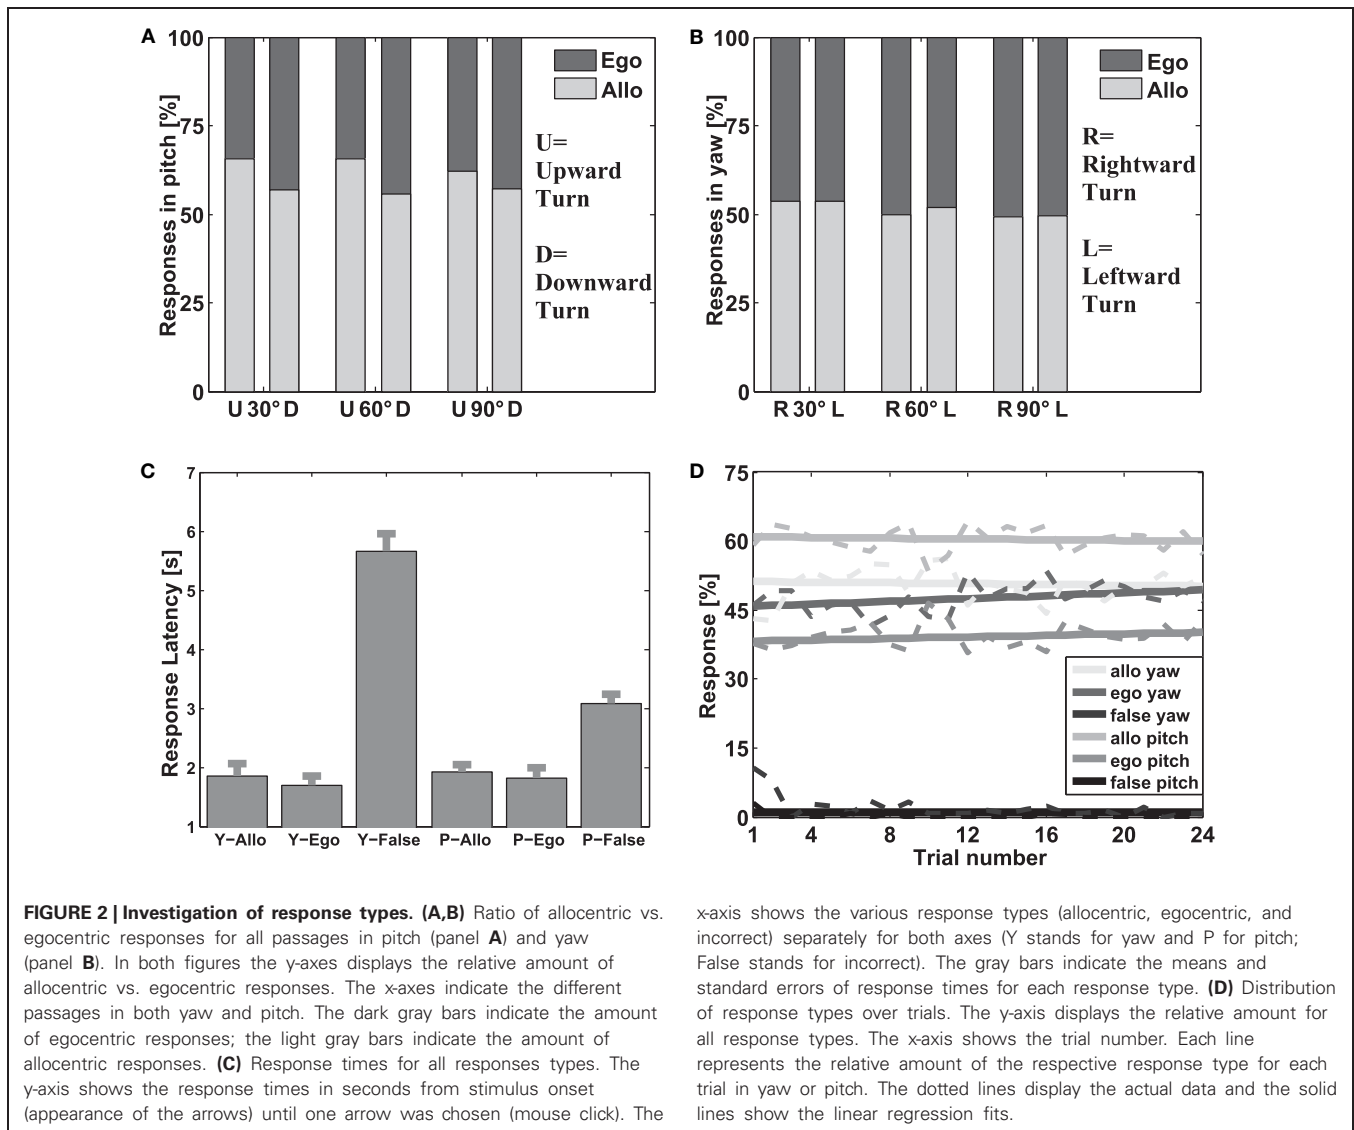 A
Responses in pitch [%]
100
75
50
25
0
Ego
Allo
U=
Upward
Turn
D=
Downward
Turn
U 30° D
U 60° D
U 90° D
B
Responses in yaw [%]
100
75
50
25
0
Ego
Allo
R=
Rightward
Turn
L=
Leftward
Turn
R 30° L
R 60° L
R 90° L
C
Response Latency [s]
7
6
5
4
3
2
1
Y−Allo
Y−Ego
Y−False
P−Allo
P−Ego
P−False
D
Response [%]
75
60
45
30
15
0
allo yaw
ego yaw
false yaw
allo pitch
ego pitch
false pitch
1
4
8
12
16
20
24
Trial number
FIGURE 2 | Investigation of response types. (A,B) Ratio of allocentric vs.
egocentric responses for all passages in pitch (panel A) and yaw
(panel B). In both figures the y-axes displays the relative amount of
allocentric vs. egocentric responses. The x-axes indicate the different
passages in both yaw and pitch. The dark gray bars indicate the amount
of egocentric responses; the light gray bars indicate the amount of
allocentric responses. (C) Response times for all responses types. The
y-axis shows the response times in seconds from stimulus onset
(appearance of the arrows) until one arrow was chosen (mouse click). The
x-axis shows the various response types (allocentric, egocentric, and
incorrect) separately for both axes (Y stands for yaw and P for pitch;
False stands for incorrect). The gray bars indicate the means and
standard errors of response times for each response type. (D) Distribution
of response types over trials. The y-axis displays the relative amount for
all response types. The x-axis shows the trial number. Each line
represents the relative amount of the respective response type for each
trial in yaw or pitch. The dotted lines display the actual data and the solid
lines show the linear regression fits.